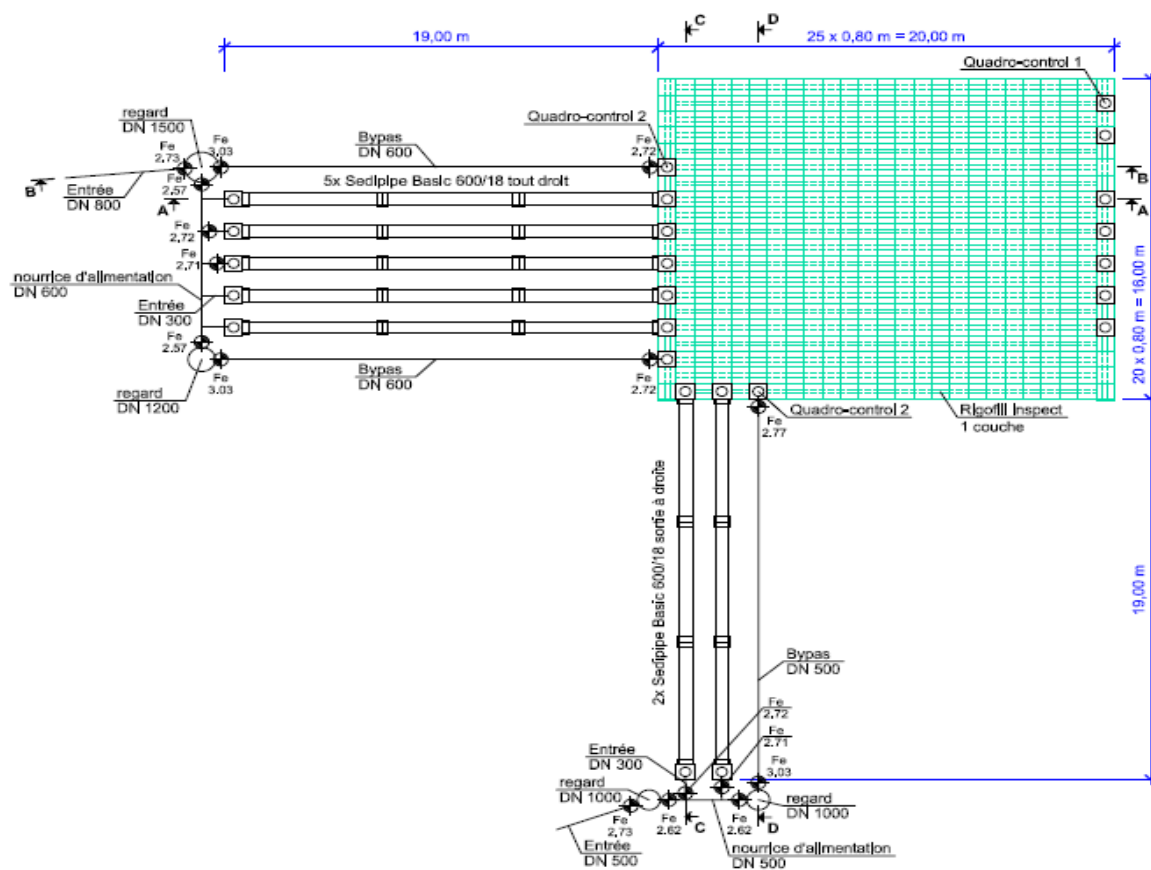 C
D
19,00 m
25 x 0,80 m = 20,00 m
Quadro-control 1
regard
DN 1500
Fe
3.03
Fe
2.73
Bypas
DN 600
Quadro-control 2
Fe
2.72
B
Entrée
DN 800
Fe
2.57
A
5x Sedipipe Basic 600/18 tout droit
B
A
Fe
2.72
Fe
2.71
nourrice d'alimentation
DN 600
Entrée
DN 300
Fe
2.57
regard
DN 1200
Fe
3.03
Bypas
DN 600
Fe
2.72
20 x 0,80 m = 16,00 m
Quadro-control 2
Rigofill Inspect
1 couche
Fe
2.77
2x Sedipipe Basic 600/18 sortie à droite
19,00 m
Bypas
DN 500
Fe
2.72
Fe
2.71
Fe
3.03
Entrée
DN 300
regard
DN 1000
regard
DN 1000
Fe
2.73
Fe
2.62
C
Fe
2.62
D
Entrée
DN 500
nourrice d'alimentation
DN 500